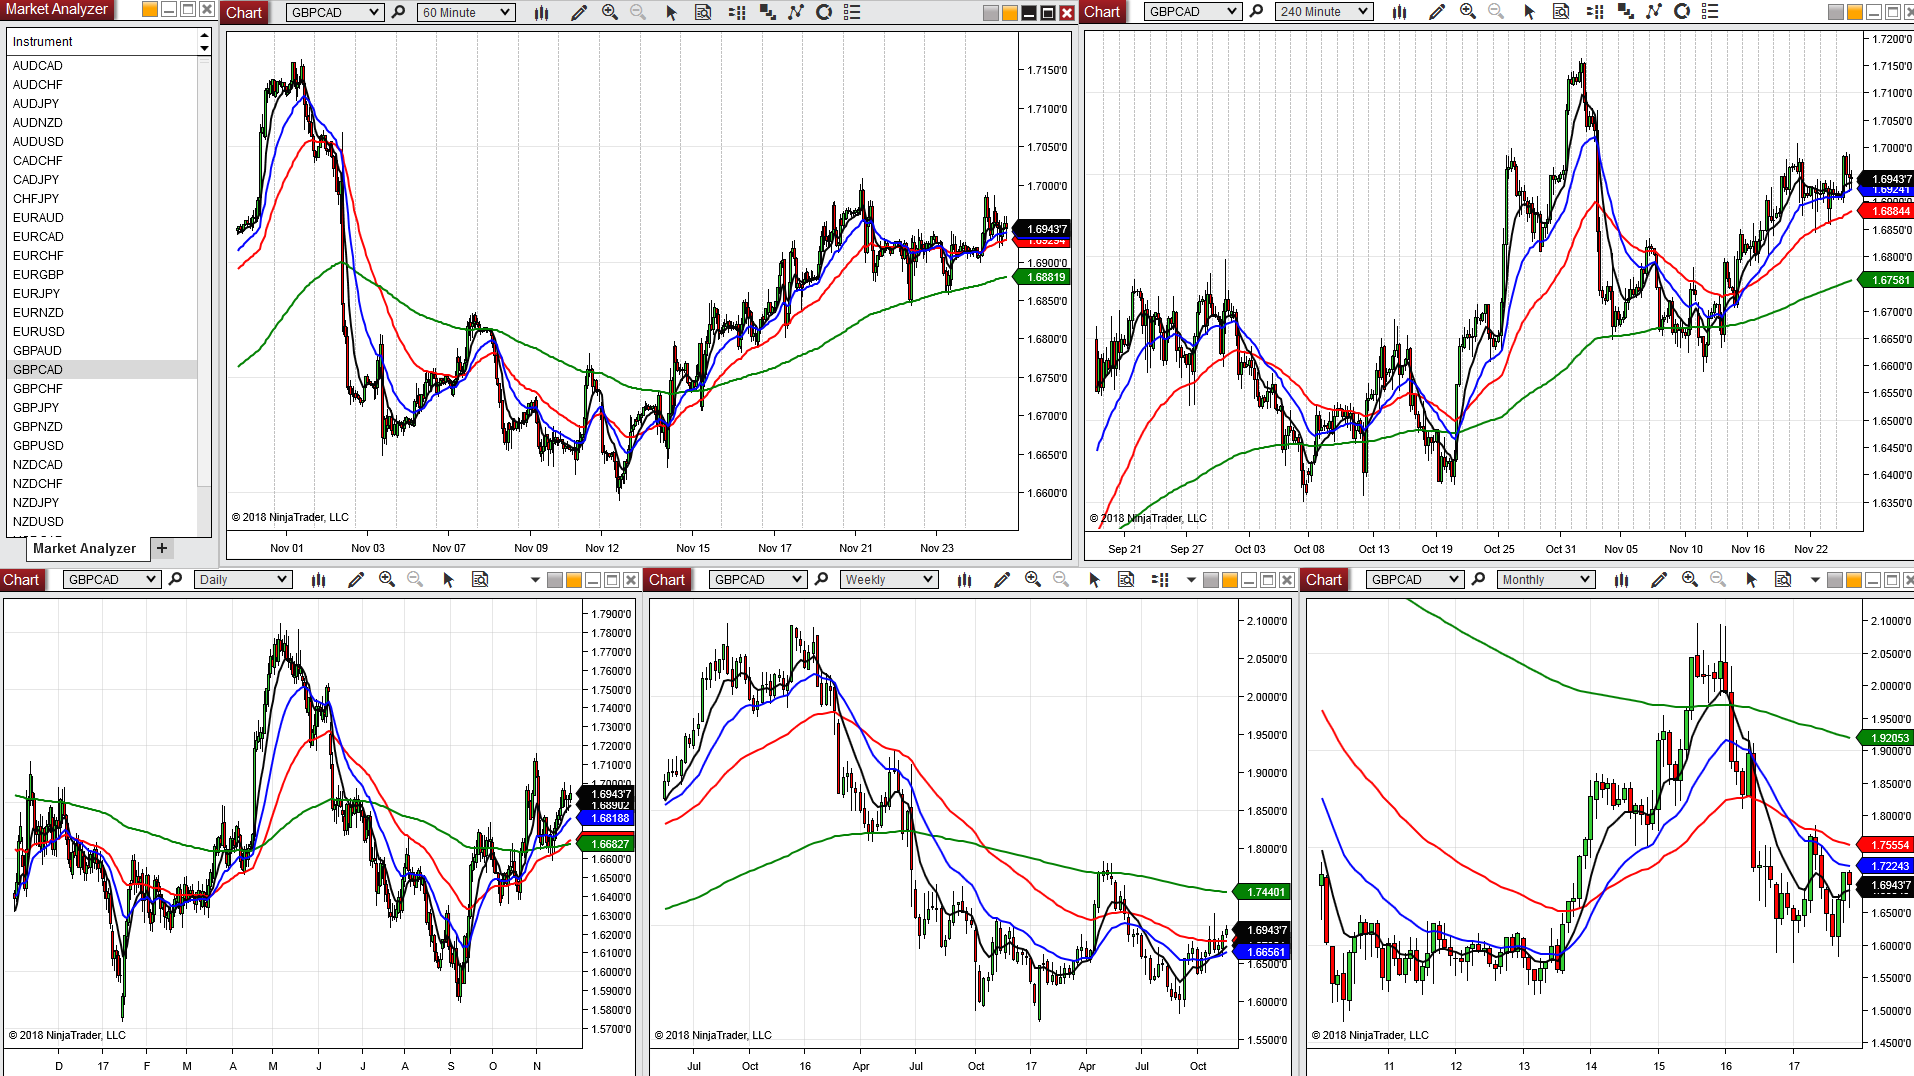 Market Analyzer
Instrument
AUDCAD
AUDCHF
AUDJPY
AUDNZD
AUDUSD
CADCHF
CADJPY
CHFJPY
EURAUD
EURCAD
EURCHF
EURGBP
EURJPY
EURNZD
EURUSD
GBPAUD
GBPCAD
GBPCHF
GBPJPY
GBPNZD
GBPUSD
NZDCAD
NZDCHF
NZDJPY
NZDUSD
Market Analyzer +
Chart GBPCAD 60 Minute
1.7150'0
1.7100'0
1.7050'0
1.7000'0
1.6943'7
1.6900'0
1.68819
1.6850'0
1.6800'0
1.6750'0
1.6700'0
1.6650'0
1.6600'0
© 2018 NinjaTrader, LLC
Nov 01 Nov 03 Nov 07 Nov 09 Nov 12 Nov 15 Nov 17 Nov 21 Nov 23
Chart GBPCAD 240 Minute
1.7200'0
1.7150'0
1.7100'0
1.7050'0
1.7000'0
1.6943'7
1.69241
1.68844
1.6850'0
1.6800'0
1.67581
1.6700'0
1.6650'0
1.6600'0
1.6550'0
1.6500'0
1.6450'0
1.6400'0
1.6350'0
© 2018 NinjaTrader, LLC
Sep 21 Sep 27 Oct 03 Oct 08 Oct 13 Oct 19 Oct 25 Oct 31 Nov 05 Nov 10 Nov 16 Nov 22
Chart GBPCAD Daily
1.7900'0
1.7800'0
1.7700'0
1.7600'0
1.7500'0
1.7400'0
1.7300'0
1.7200'0
1.7100'0
1.7000'0
1.6943'7
1.68902
1.68188
1.66827
1.6600'0
1.6500'0
1.6400'0
1.6300'0
1.6200'0
1.6100'0
1.6000'0
1.5900'0
1.5800'0
1.5700'0
© 2018 NinjaTrader, LLC
D 17 F M A M J J A S O N
Chart GBPCAD Weekly
2.1000'0
2.0500'0
2.0000'0
1.9500'0
1.9000'0
1.8500'0
1.8000'0
1.74401
1.6943'7
1.66561
1.6500'0
1.6000'0
1.5500'0
© 2018 NinjaTrader, LLC
Jul Oct 16 Apr Jul Oct 17 Apr Jul Oct
Chart GBPCAD Monthly
2.1000'0
2.0500'0
2.0000'0
1.9500'0
1.92053
1.9000'0
1.8500'0
1.8000'0
1.75554
1.72243
1.6943'7
1.6500'0
1.6000'0
1.5500'0
1.5000'0
1.4500'0
© 2018 NinjaTrader, LLC
11 12 13 14 15 16 17